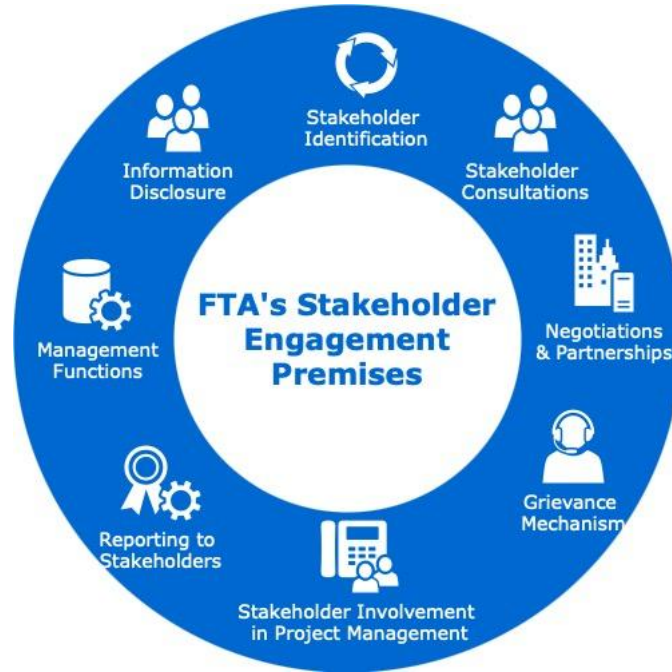 Stakeholder
Identification
Stakeholder
Consultations
Negotiations
& Partnerships
Grievance
Mechanism
Stakeholder Involvement
in Project Management
Reporting to
Stakeholders
Management
Functions
Information
Disclosure
FTA's Stakeholder
Engagement
Premises